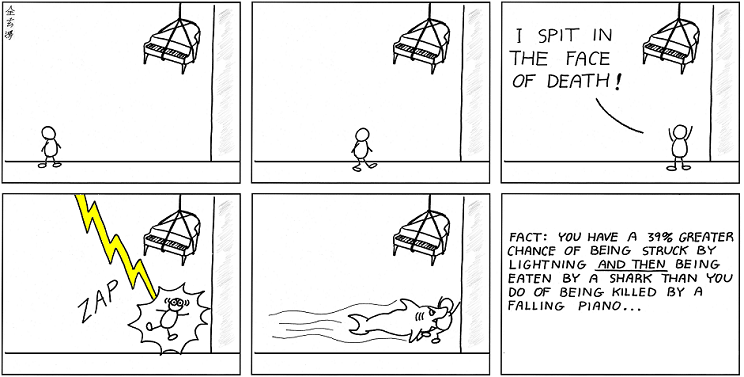 I SPIT IN
THE FACE
OF DEATH!
ZAP
FACT: YOU HAVE A 39% GREATER
CHANCE OF BEING STRUCK BY
LIGHTNING AND THEN BEING
EATEN BY A SHARK THAN YOU
DO OF BEING KILLED BY A
FALLING PIANO...